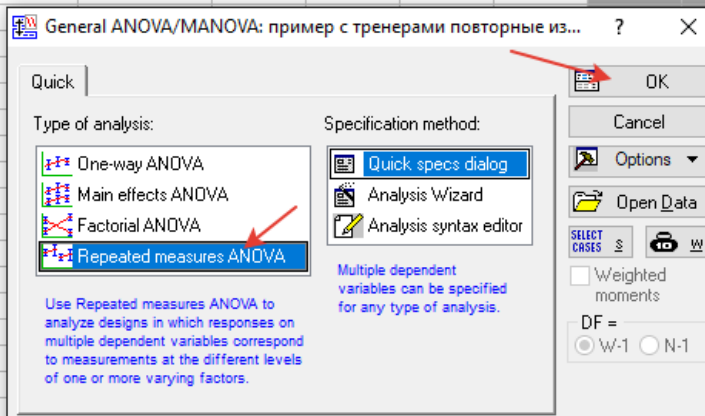 General ANOVA/MANOVA: пример с тренерами повторные из... ? ×
Quick
OK
Cancel
Options
Open Data
SELECT CASES S
W
Weighted
moments
DF =
W-1 N-1
Type of analysis:
One-way ANOVA
Main effects ANOVA
Factorial ANOVA
Repeated measures ANOVA
Use Repeated measures ANOVA to
analyze designs in which responses on
multiple dependent variables correspond
to measurements at the different levels
of one or more varying factors.
Specification method:
Quick specs dialog
Analysis Wizard
Analysis syntax editor
Multiple dependent
variables can be specified
for any type of analysis.